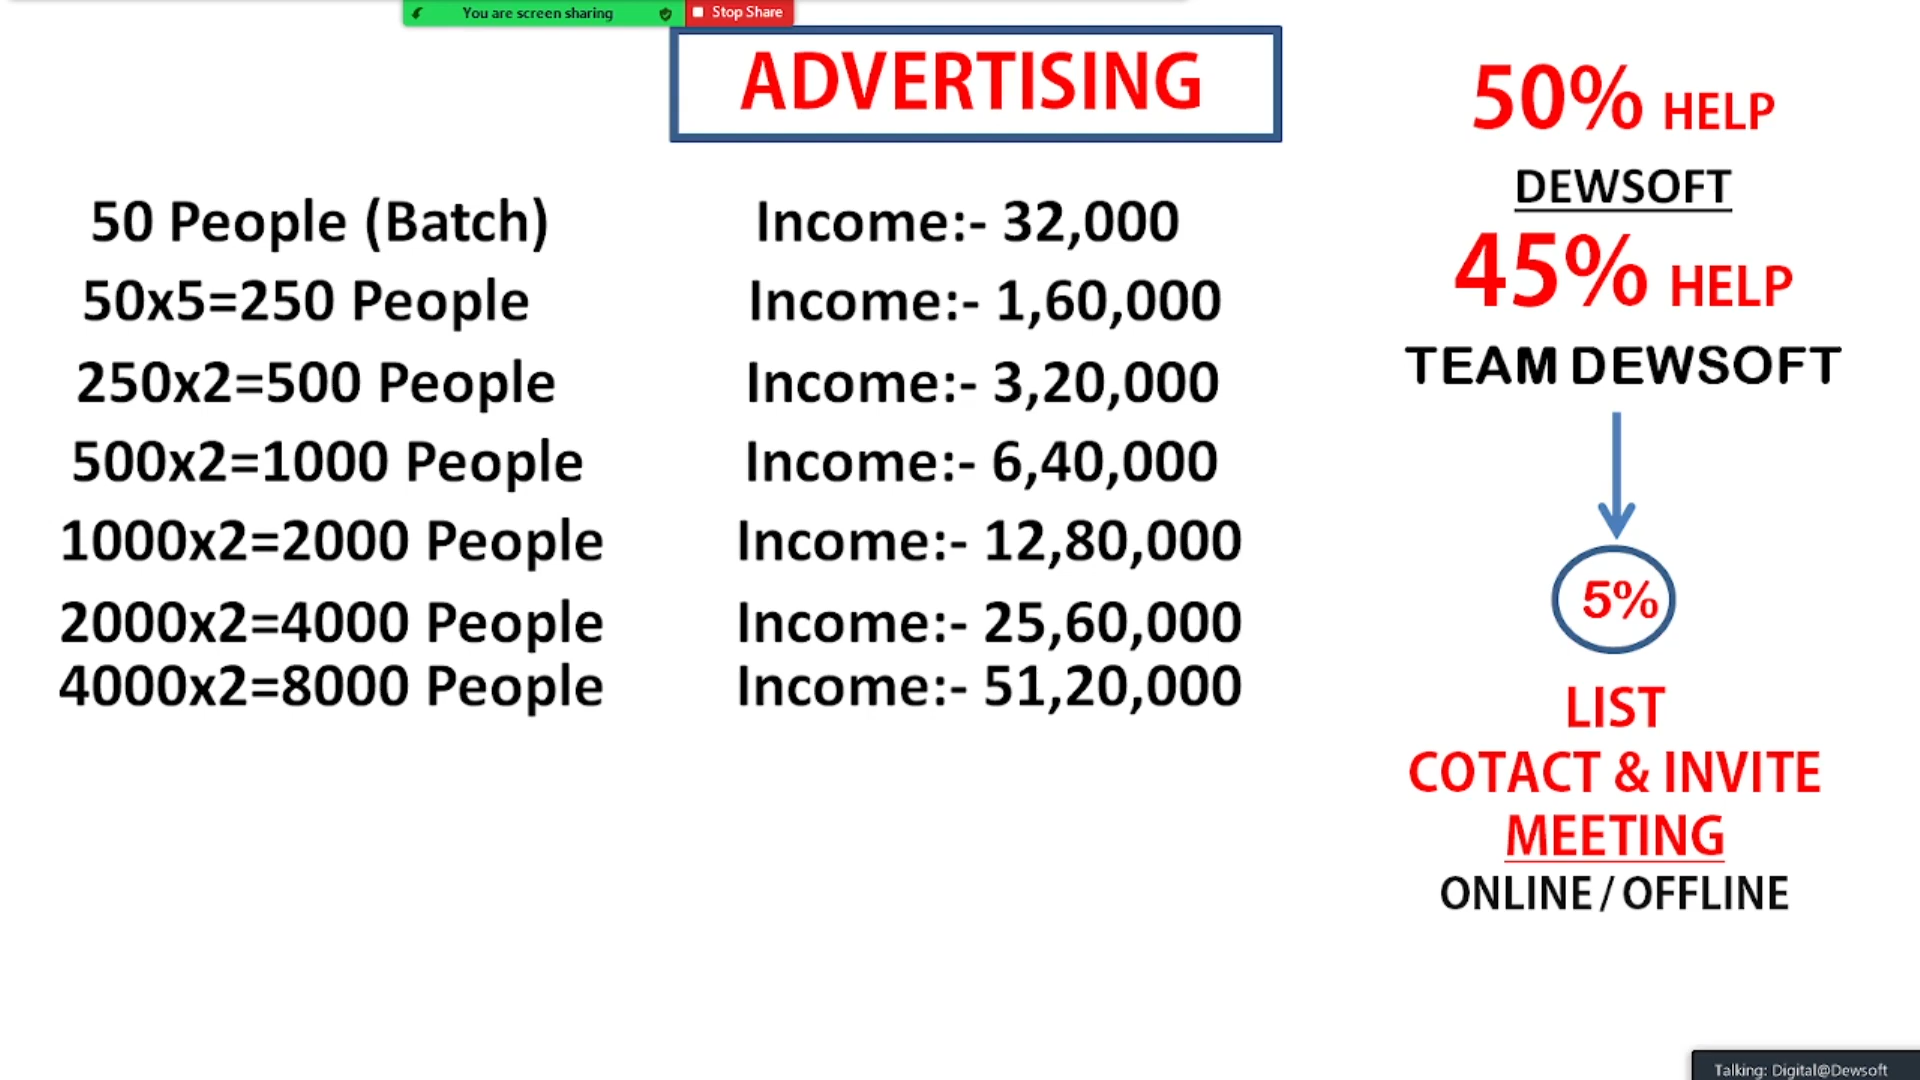 You are screen sharing
Stop Share
ADVERTISING
50 People (Batch)
Income:- 32,000
50x5=250 People
Income:- 1,60,000
250x2=500 People
Income:- 3,20,000
500x2=1000 People
Income:- 6,40,000
1000x2=2000 People
Income:- 12,80,000
2000x2=4000 People
Income:- 25,60,000
4000x2=8000 People
Income:- 51,20,000
50% HELP
DEWSOFT
45% HELP
TEAM DEWSOFT
5%
LIST
COTACT & INVITE
MEETING
ONLINE / OFFLINE
Talking: Digital@Dewsoft